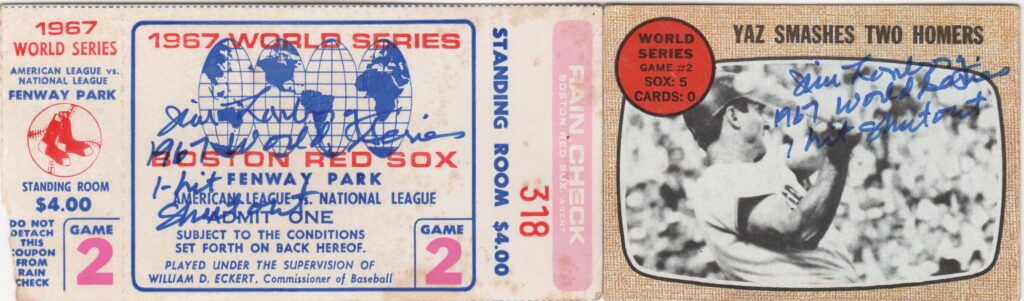 1967
WORLD SERIES
AMERICAN LEAGUE vs.
NATIONAL LEAGUE
FENWAY PARK
STANDING ROOM
$4.00
DO NOT
DETACH
THIS
COUPON
FROM
RAIN
CHECK
GAME
2
1967 WORLD SERIES
Jim Lonborg
1967 World Series
1-hit
Shutout
BOSTON RED SOX
FENWAY PARK
AMERICAN LEAGUE vs. NATIONAL LEAGUE
ADMIT ONE
SUBJECT TO THE CONDITIONS
SET FORTH ON BACK HEREOF.
PLAYED UNDER THE SUPERVISION OF
WILLIAM D. ECKERT, Commissioner of Baseball
GAME
2
STANDING ROOM $4.00
318
RAIN CHECK
BOSTON RED SOX, AGENT
WORLD
SERIES
GAME #2
SOX: 5
CARDS: 0
YAZ SMASHES TWO HOMERS
Jim Lonborg
1967 World Series
1 hit Shutout